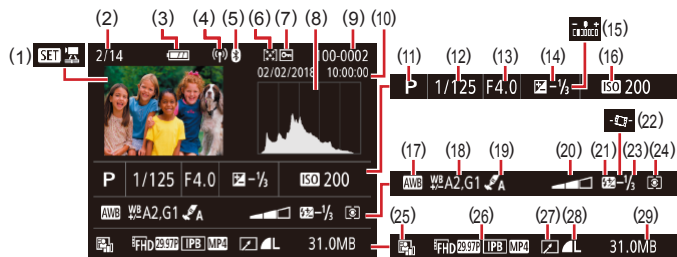 (1) SET
(2) (3) (4) (5) (6) (7) (8) (9) (10)
2/14 100-0002
02/02/2018 10:00:00
P 1/125 F4.0 -1/3 ISO 200
AWB WB+/-A2,G1 A -1/3
FHD 29.97P IPB MP4 L 31.0MB
(15)
(11) (12) (13) (14) (16)
P 1/125 F4.0 -1/3 ISO 200
(22)
(17) (18) (19) (20) (21) (23) (24)
AWB WB+/-A2,G1 A -1/3
(25) (26) (27) (28) (29)
FHD 29.97P IPB MP4 L 31.0MB